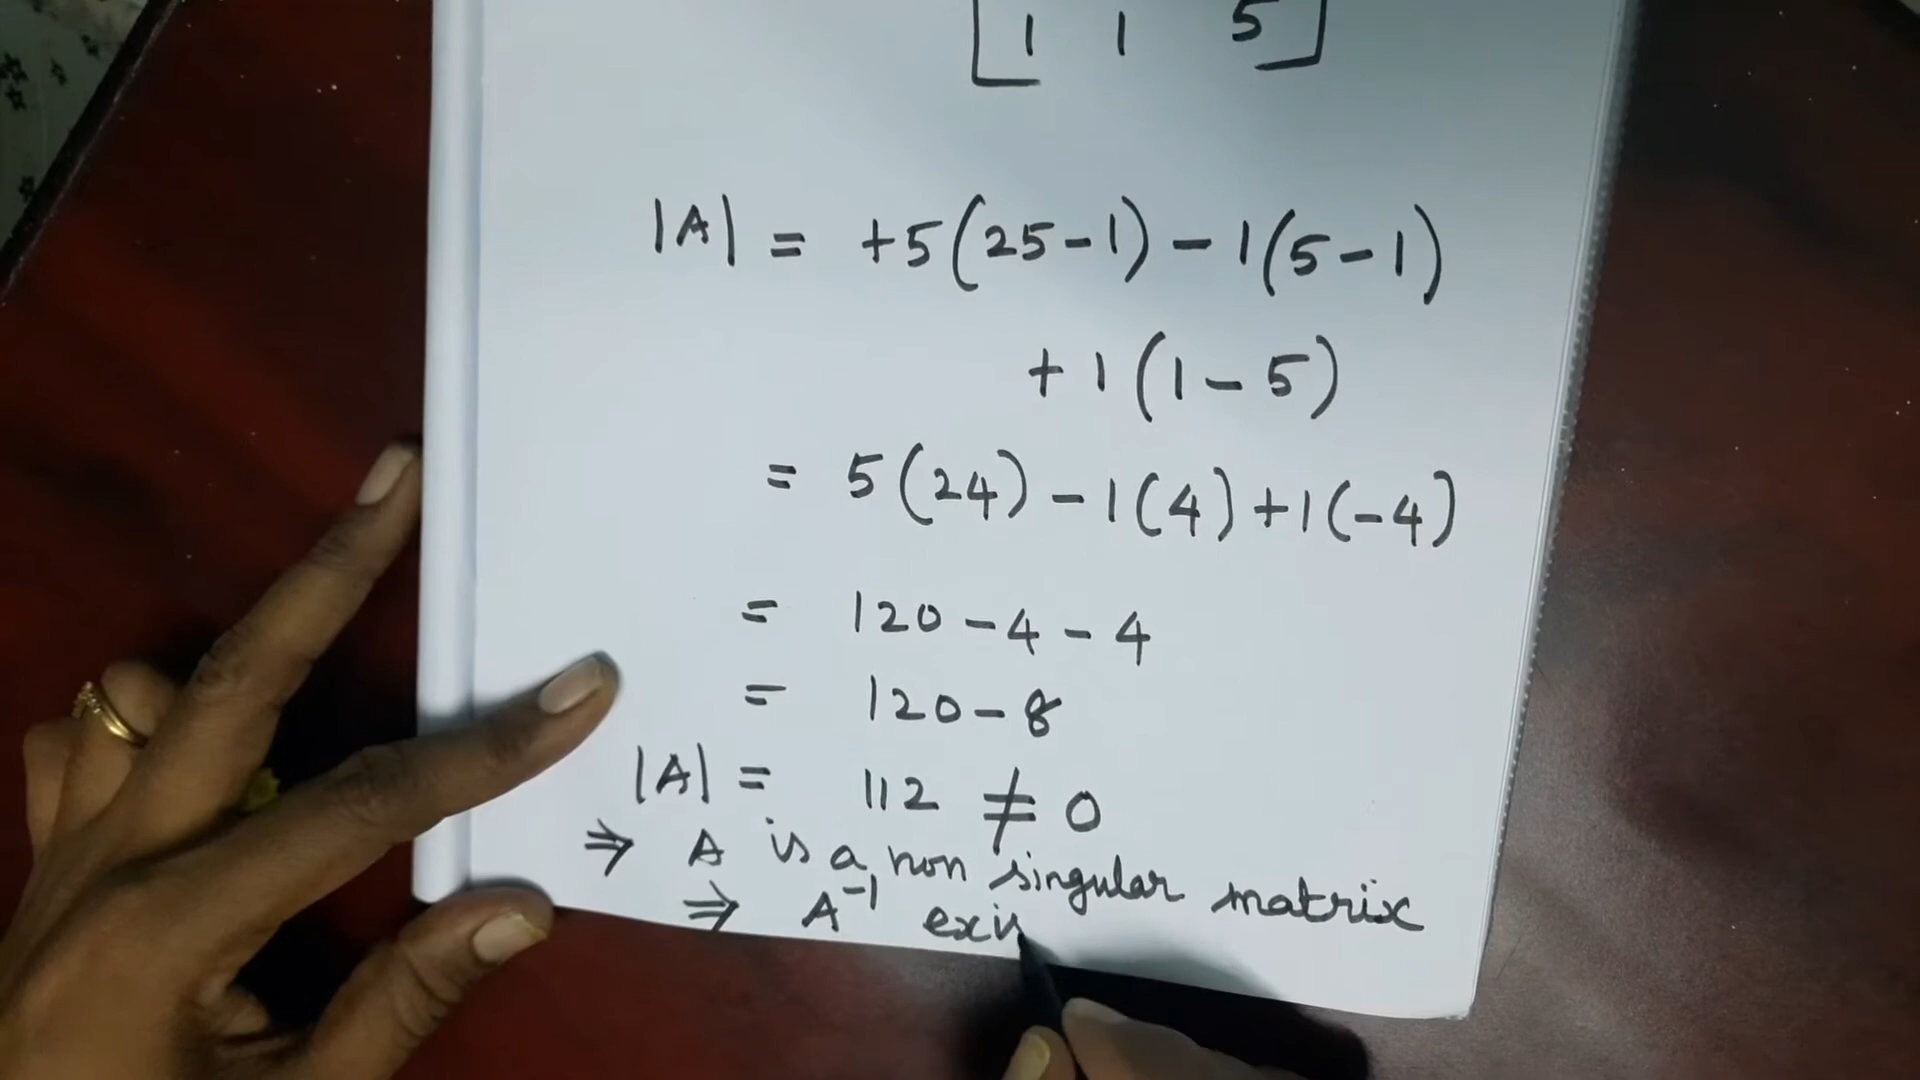 [1 1 5]
|A| = +5(25-1) - 1(5-1)
+ 1(1-5)
= 5(24) - 1(4) + 1(-4)
= 120 - 4 - 4
= 120 - 8
|A| = 112 ≠ 0
⇒ A is a non singular matrix
⇒ A⁻¹ exis